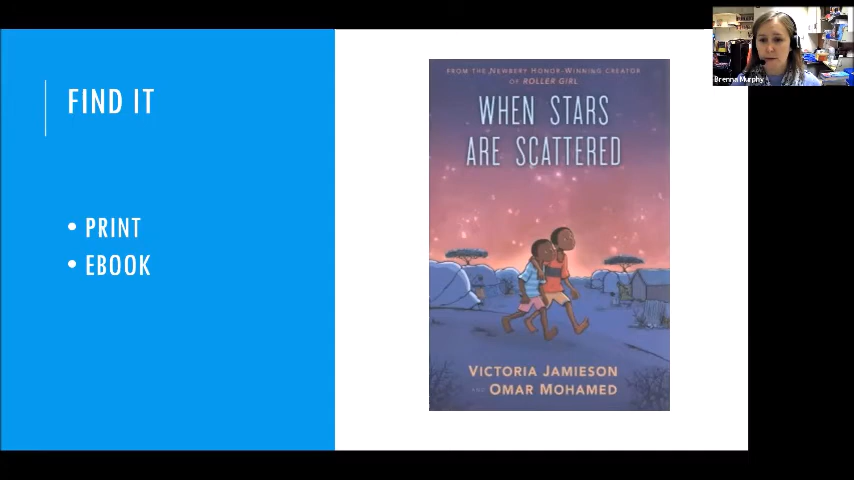 FIND IT
• PRINT
• EBOOK
FROM THE NEWBERY HONOR-WINNING CREATOR
OF ROLLER GIRL
WHEN STARS
ARE SCATTERED
VICTORIA JAMIESON
AND OMAR MOHAMED
Brenna Murphy